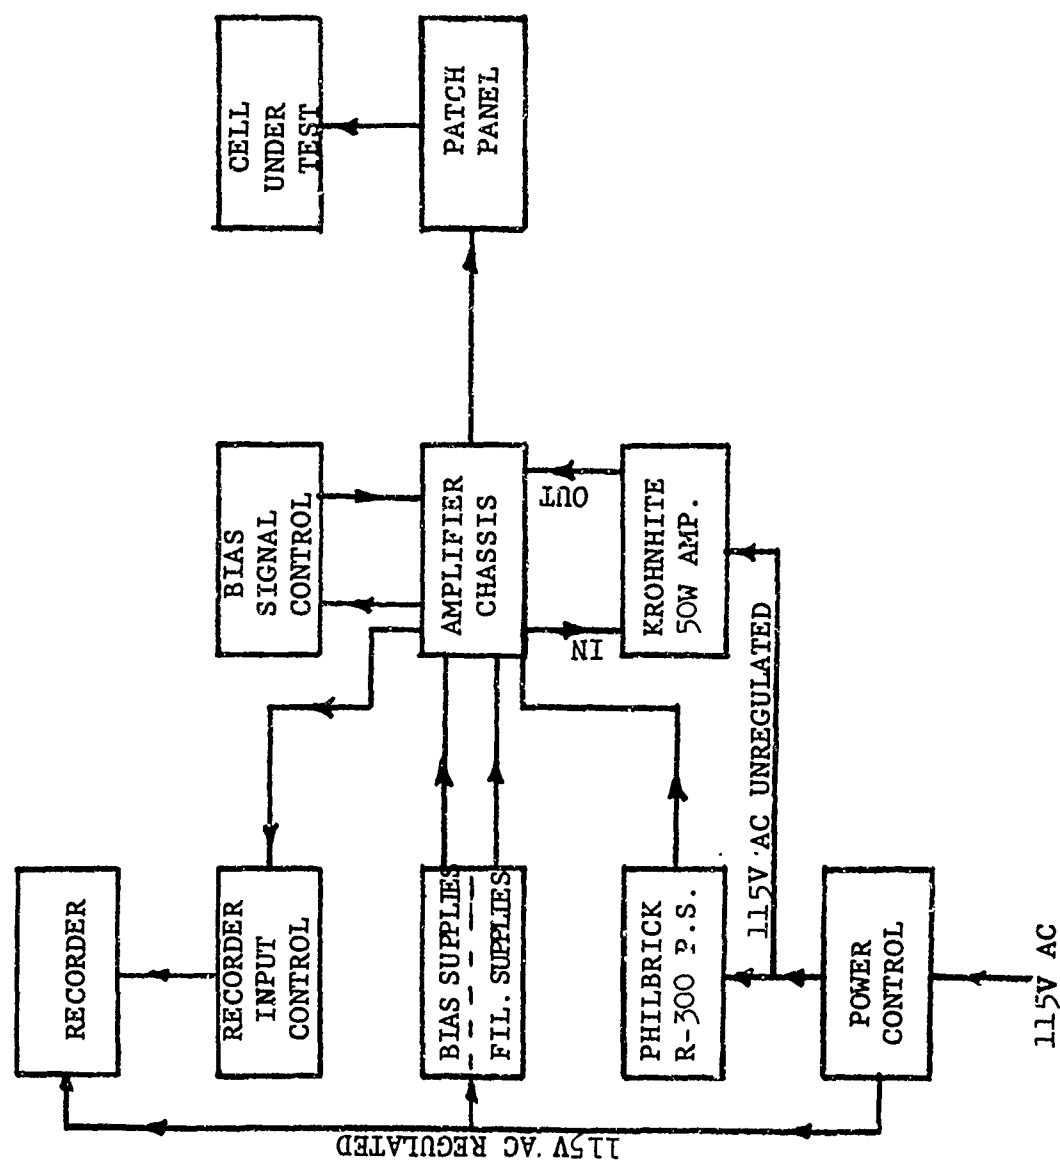 RECORDER
RECORDER
INPUT
CONTROL
BIAS SUPPLIES
FIL. SUPPLIES
PHILBRICK
R-300 P.S.
POWER
CONTROL
115V AC
115V AC REGULATED
115V AC UNREGULATED
BIAS
SIGNAL
CONTROL
AMPLIFIER
CHASSIS
IN
OUT
KROHNHITE
50W AMP.
CELL
UNDER
TEST
PATCH
PANEL